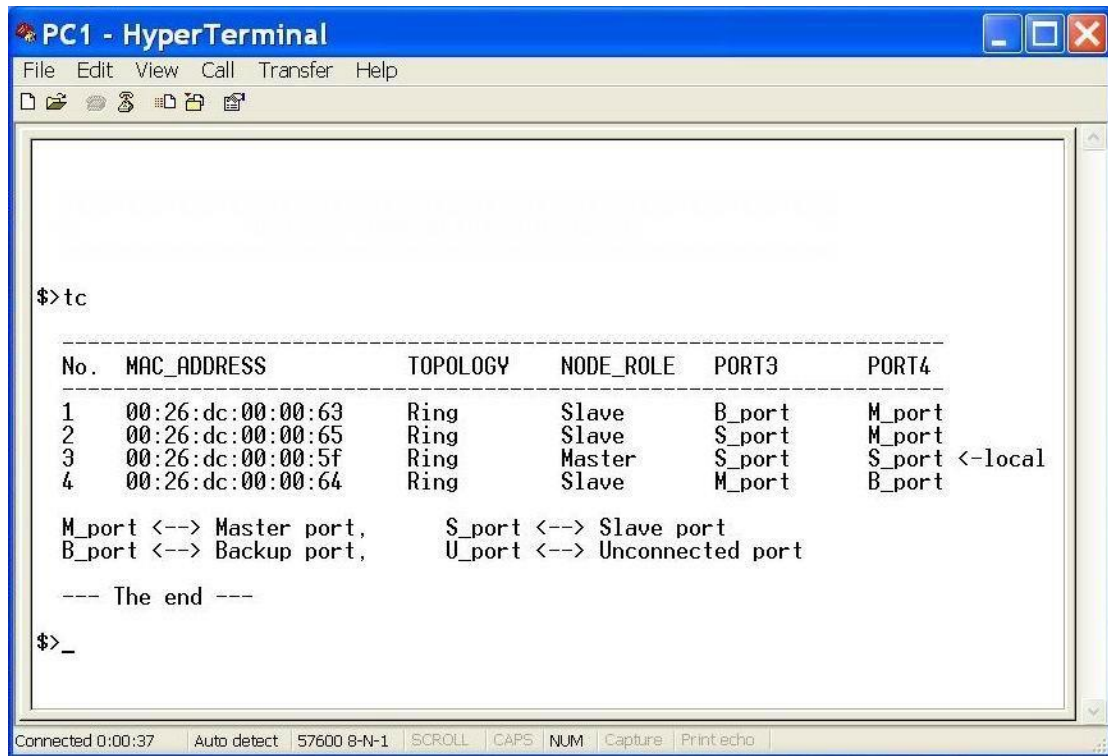 PC1 - HyperTerminal
File Edit View Call Transfer Help
$>tc
No. MAC_ADDRESS TOPOLOGY NODE_ROLE PORT3 PORT4
1 00:26:dc:00:00:63 Ring Slave B_port M_port
2 00:26:dc:00:00:65 Ring Slave S_port M_port
3 00:26:dc:00:00:5f Ring Master S_port S_port <-local
4 00:26:dc:00:00:64 Ring Slave M_port B_port
M_port <--> Master port, S_port <--> Slave port
B_port <--> Backup port, U_port <--> Unconnected port
--- The end ---
$>_
Connected 0:00:37 Auto detect 57600 8-N-1 SCROLL CAPS NUM Capture Print echo